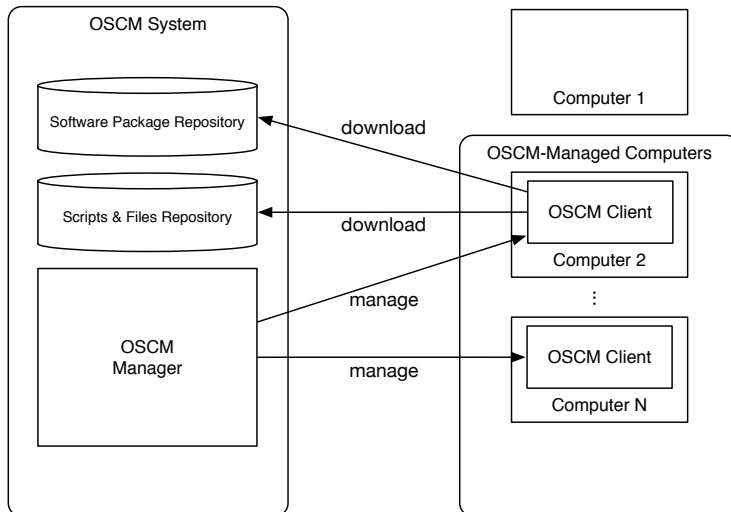 OSCM System
Software Package Repository
Scripts & Files Repository
OSCM
Manager
download
download
manage
manage
Computer 1
OSCM-Managed Computers
OSCM Client
Computer 2
...
OSCM Client
Computer N